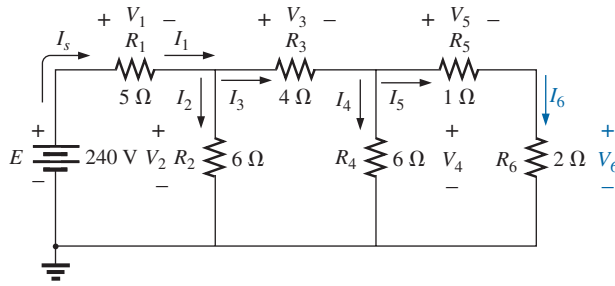 + V1 − + V3 − + V5 −
Is R1 I1 R3 R5
5 Ω I2 I3 4 Ω I4 I5 1 Ω I6
+ + + +
E 240 V V2 R2 6 Ω R4 6 Ω V4 R6 2 Ω V6
− − − −